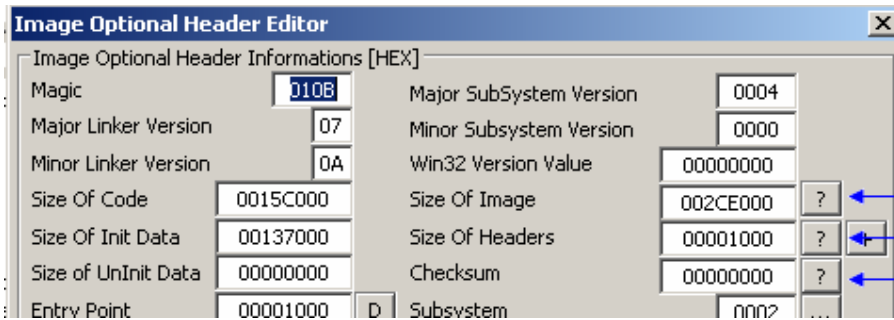 Image Optional Header Editor X
Image Optional Header Informations [HEX]
Magic 010B Major SubSystem Version 0004
Major Linker Version 07 Minor Subsystem Version 0000
Minor Linker Version 0A Win32 Version Value 00000000
Size Of Code 0015C000 Size Of Image 002CE000 ?
Size Of Init Data 00137000 Size Of Headers 00001000 ? +
Size of UnInit Data 00000000 Checksum 00000000 ?
Entry Point 00001000 D Subsystem 0002 ...